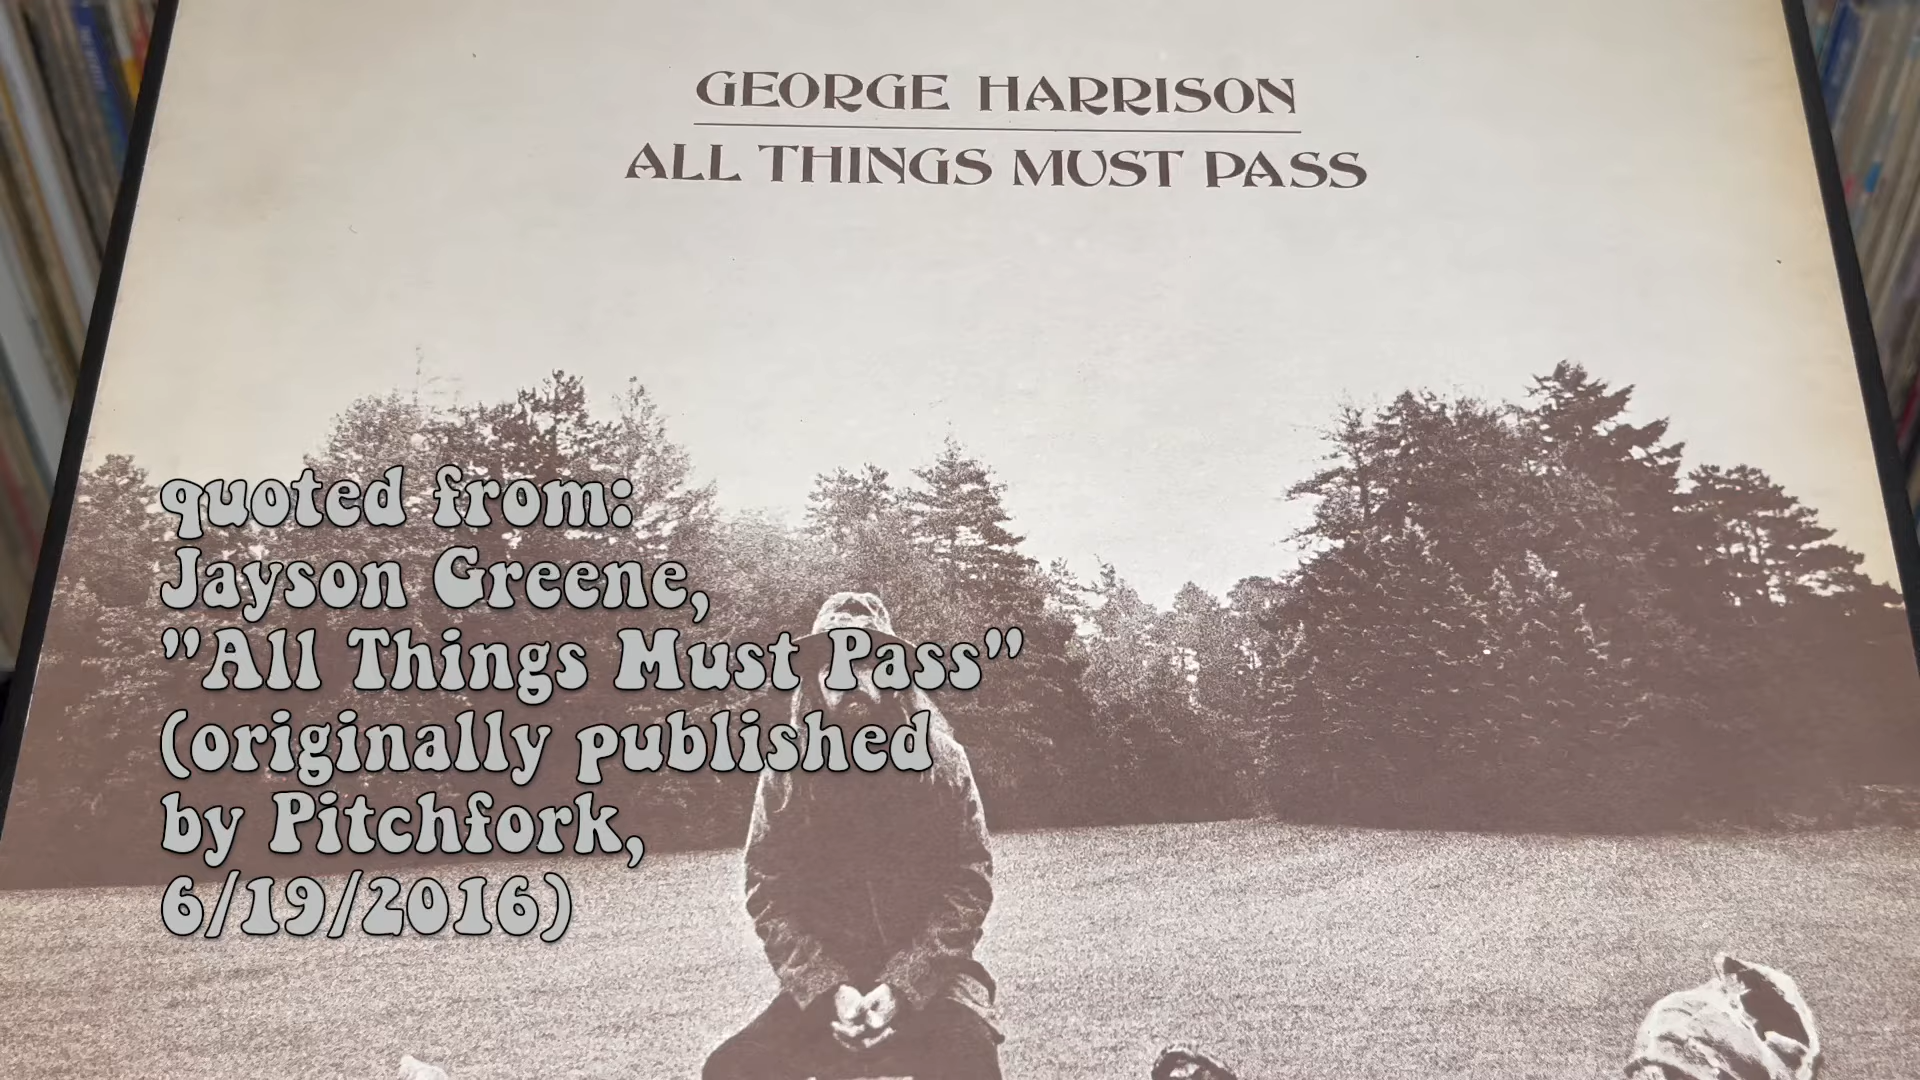 GEORGE HARRISON
ALL THINGS MUST PASS
quoted from:
Jayson Greene,
"All Things Must Pass"
(originally published
by Pitchfork,
6/19/2016)